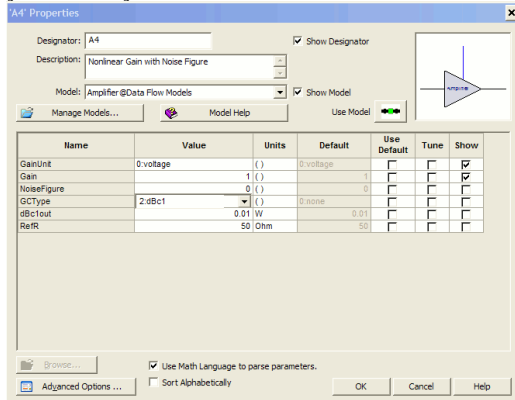 'A4' Properties
Designator: A4
Show Designator
Description: Nonlinear Gain with Noise Figure
Model: Amplifier@Data Flow Models
Show Model
Manage Models...
Model Help
Use Model
Name Value Units Default Use Default Tune Show
GainUnit 0:voltage ( ) 0:voltage
Gain 1 ( ) 1
NoiseFigure 0 ( ) 0
GCType 2:dBc1 ( ) 0:none
dBc1out 0.01 W 0.01
RefR 50 Ohm 50
Browse...
Use Math Language to parse parameters.
Advanced Options ...
Sort Alphabetically
OK Cancel Help